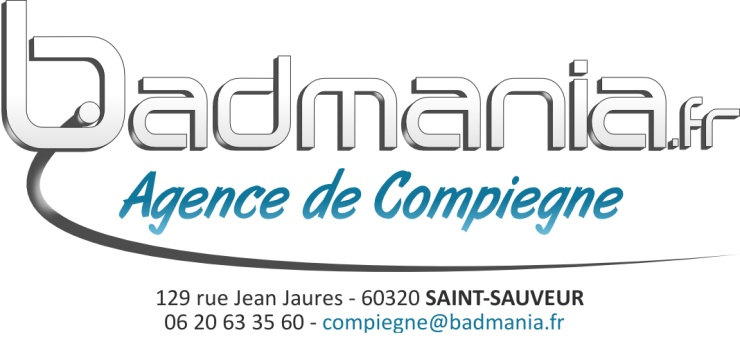 badmania.fr
Agence de Compiegne
129 rue Jean Jaures - 60320 SAINT-SAUVEUR
06 20 63 35 60 - compiegne@badmania.fr